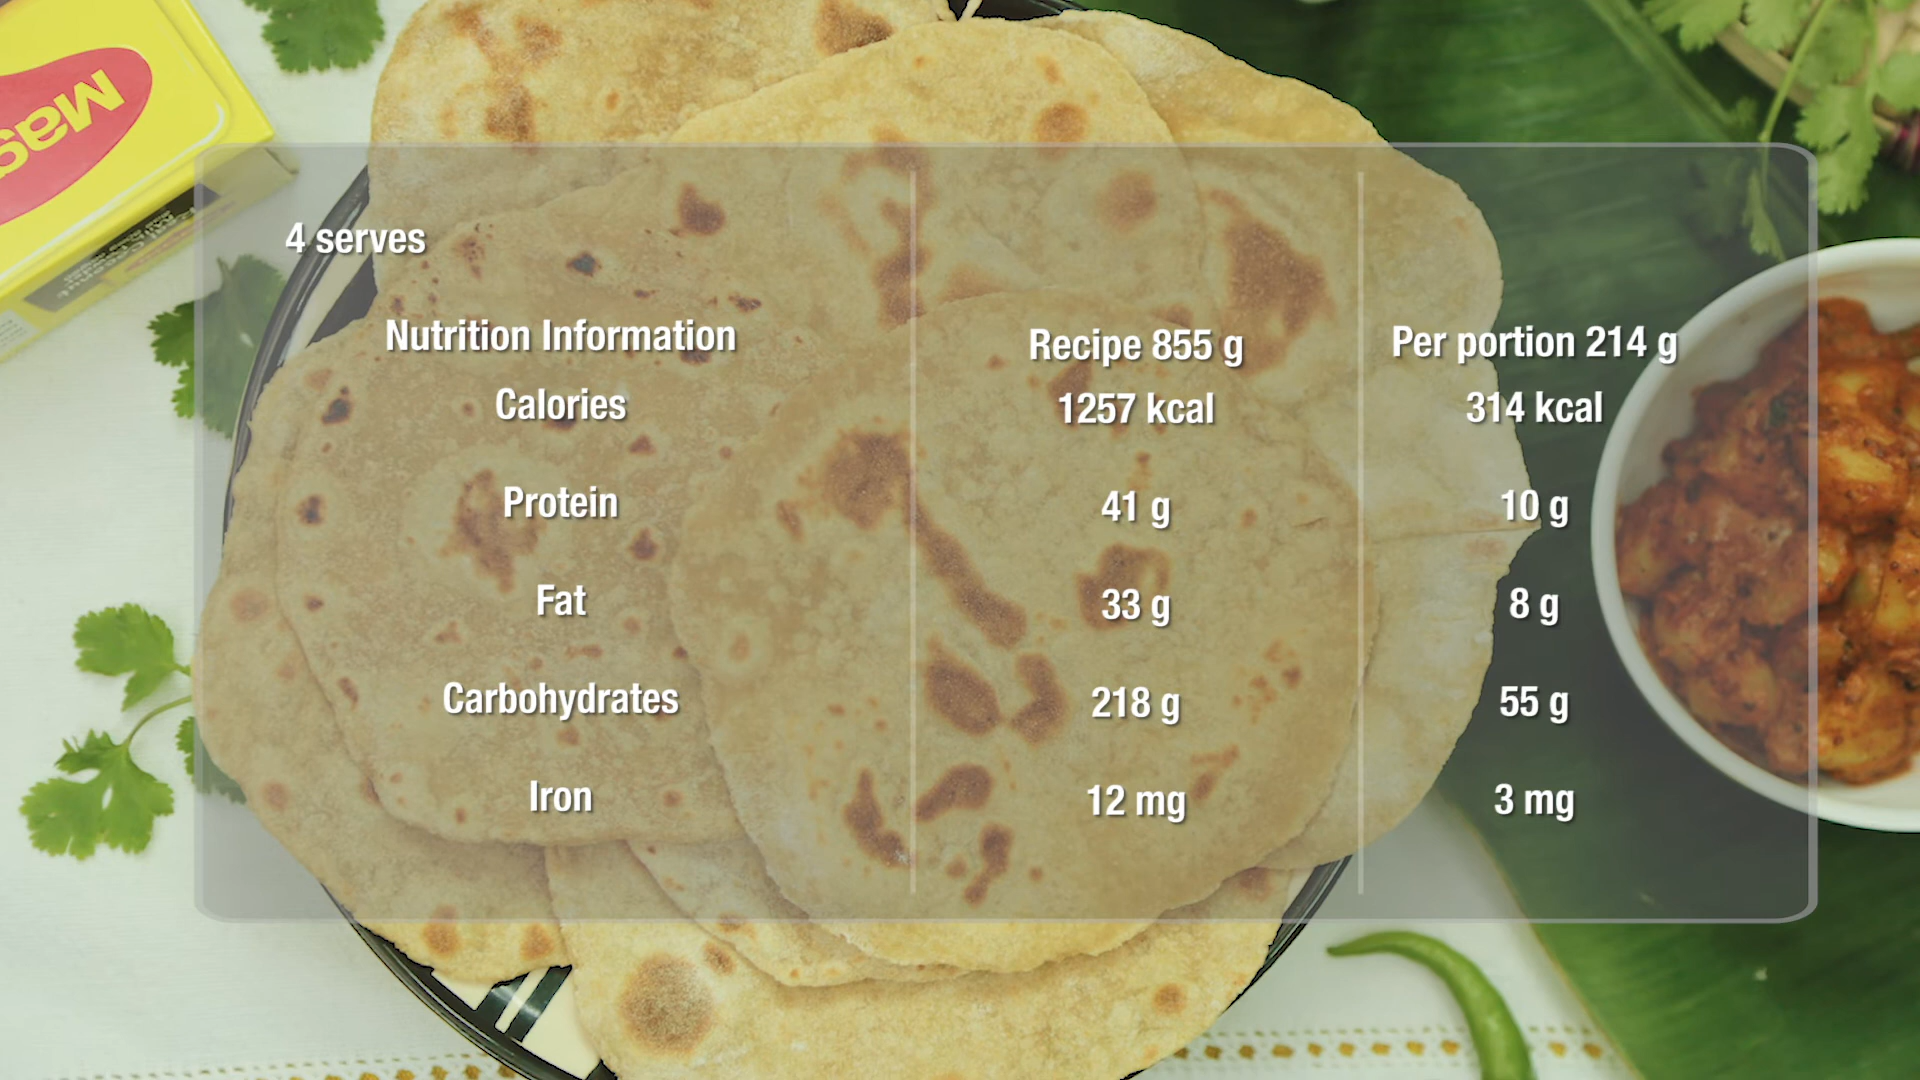 Mag
4 serves
Nutrition Information
Recipe 855 g
Per portion 214 g
Calories
1257 kcal
314 kcal
Protein
41 g
10 g
Fat
33 g
8 g
Carbohydrates
218 g
55 g
Iron
12 mg
3 mg